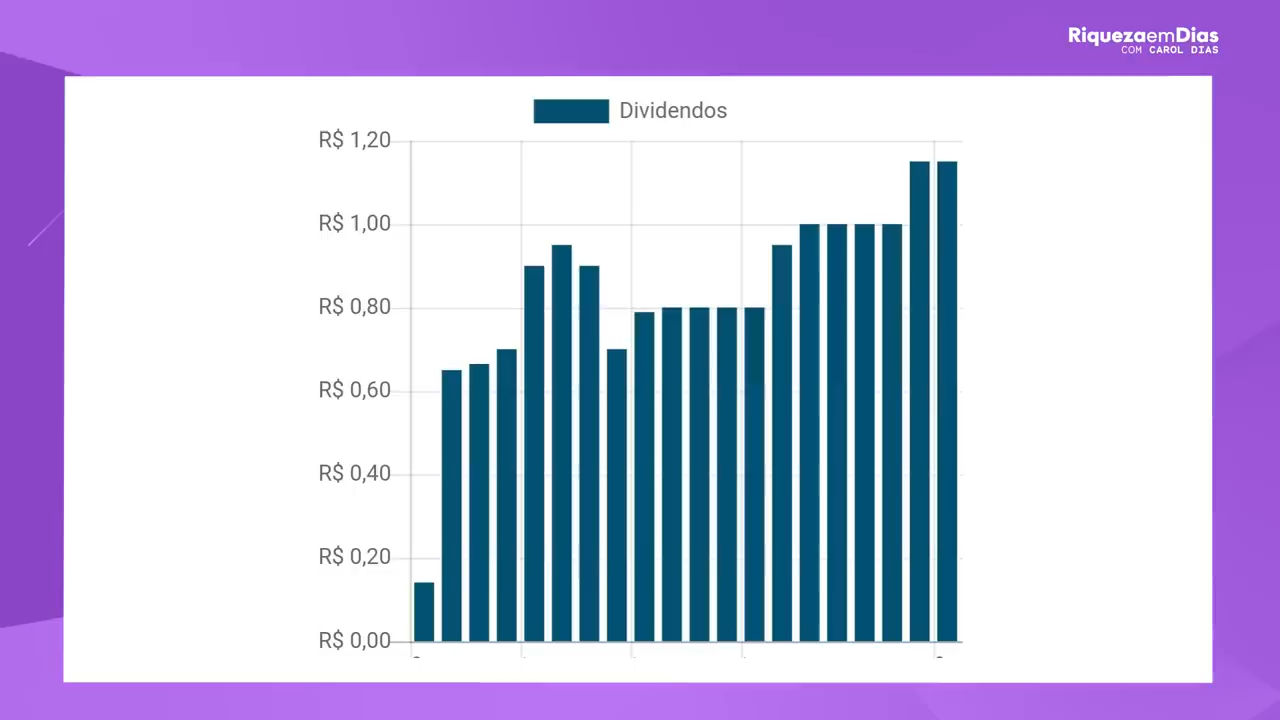 RiquezaemDias
COM CAROL DIAS
Dividendos
R$ 1,20
R$ 1,00
R$ 0,80
R$ 0,60
R$ 0,40
R$ 0,20
R$ 0,00